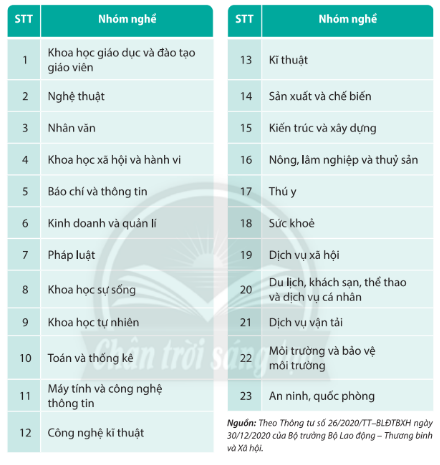 STT Nhóm nghề
1 Khoa học giáo dục và đào tạo
giáo viên
2 Nghệ thuật
3 Nhân văn
4 Khoa học xã hội và hành vi
5 Báo chí và thông tin
6 Kinh doanh và quản lí
7 Pháp luật
8 Khoa học sự sống
9 Khoa học tự nhiên
10 Toán và thống kê
11 Máy tính và công nghệ
thông tin
12 Công nghệ kĩ thuật
STT Nhóm nghề
13 Kĩ thuật
14 Sản xuất và chế biến
15 Kiến trúc và xây dựng
16 Nông, lâm nghiệp và thuỷ sản
17 Thú y
18 Sức khoẻ
19 Dịch vụ xã hội
20 Du lịch, khách sạn, thể thao
và dịch vụ cá nhân
21 Dịch vụ vận tải
22 Môi trường và bảo vệ
môi trường
23 An ninh, quốc phòng
Nguồn: Theo Thông tư số 26/2020/TT–BLĐTBXH ngày
30/12/2020 của Bộ trưởng Bộ Lao động – Thương binh
và Xã hội.
Chân trời sáng tạo